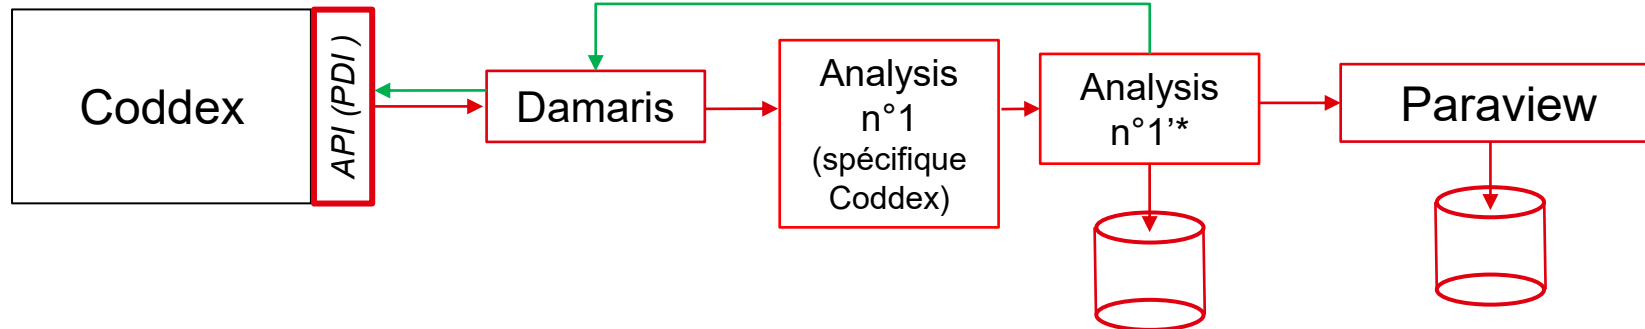 Coddex
API (PDI )
Damaris
Analysis
n°1
(spécifique
Coddex)
Analysis
n°1’*
Paraview